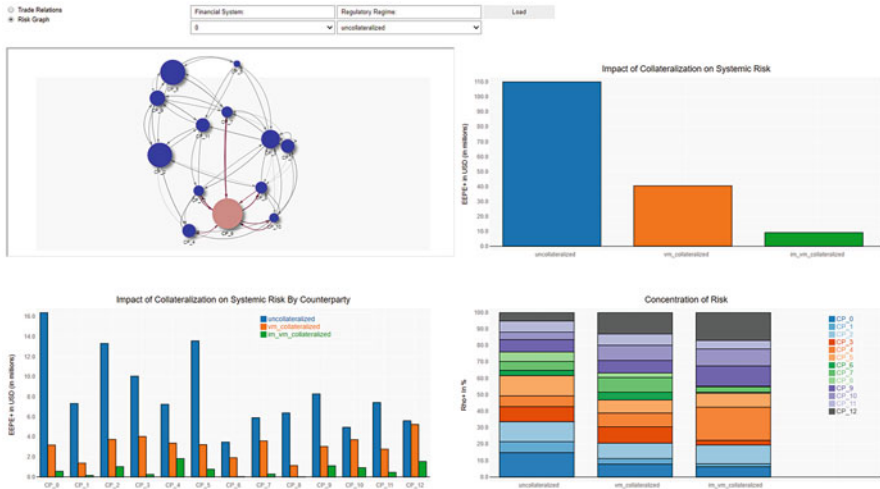 Trade Relations
Risk Graph
Financial System:
Regulatory Regime:
Load
8
uncollateralized
Impact of Collateralization on Systemic Risk
EEPE+ in USD (in millions)
110.0
100.0
90.0
80.0
70.0
60.0
50.0
40.0
30.0
20.0
10.0
0.0
uncollateralized
vm_collateralized
im_vm_collateralized
Impact of Collateralization on Systemic Risk By Counterparty
EEPE+ in USD (in millions)
16.0
14.0
12.0
10.0
8.0
6.0
4.0
2.0
0.0
uncollateralized
vm_collateralized
im_vm_collateralized
CP_0
CP_1
CP_2
CP_3
CP_4
CP_5
CP_6
CP_7
CP_8
CP_9
CP_10
CP_11
CP_12
Concentration of Risk
Rho+ in %
100.0
90.0
80.0
70.0
60.0
50.0
40.0
30.0
20.0
10.0
0.0
CP_0
CP_1
CP_2
CP_3
CP_4
CP_5
CP_6
CP_7
CP_8
CP_9
CP_10
CP_11
CP_12
uncollateralized
vm_collateralized
im_vm_collateralized